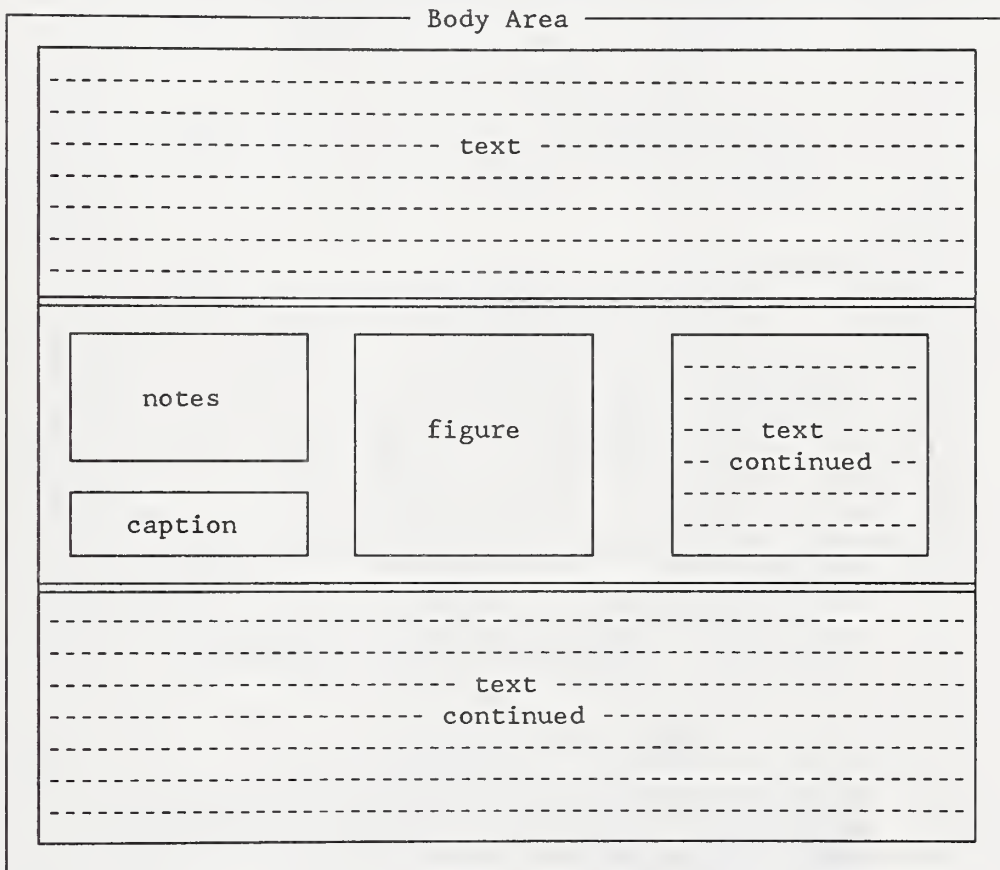 Body Area
text
notes
caption
figure
text
continued
text
continued